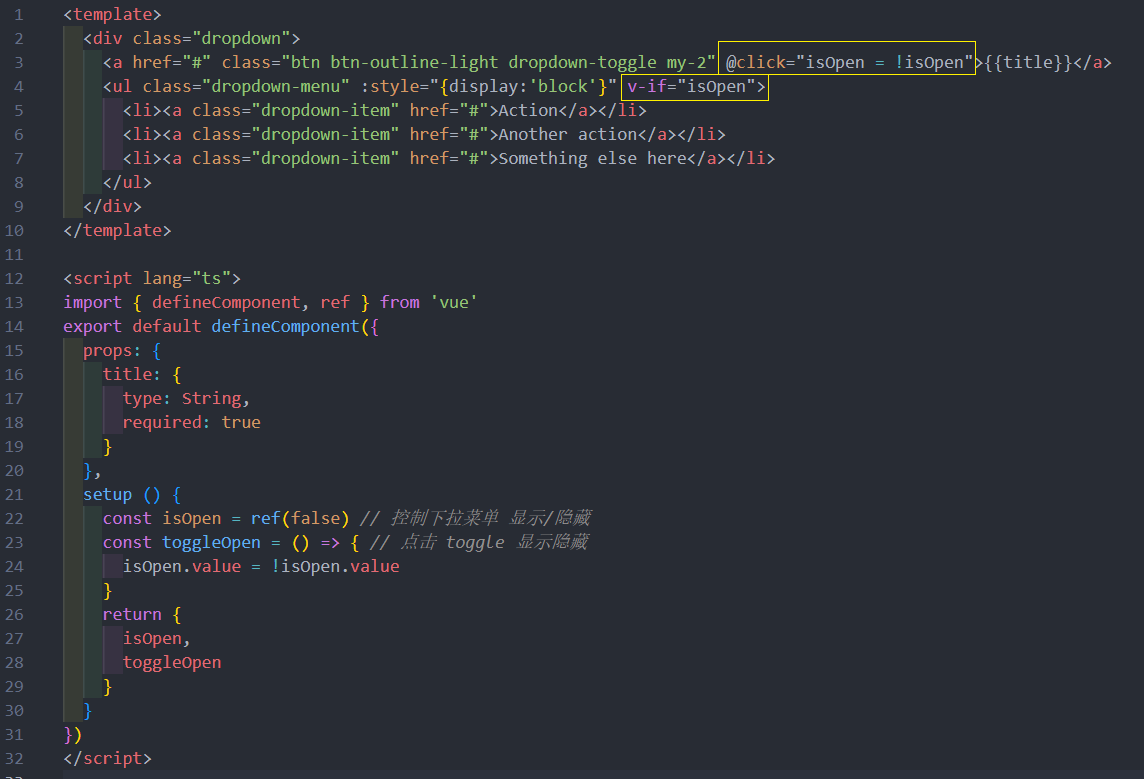 1 <template>
2 <div class="dropdown">
3 <a href="#" class="btn btn-outline-light dropdown-toggle my-2" @click="isOpen = !isOpen">{{title}}</a>
4 <ul class="dropdown-menu" :style="{display:'block'}" v-if="isOpen">
5 <li><a class="dropdown-item" href="#">Action</a></li>
6 <li><a class="dropdown-item" href="#">Another action</a></li>
7 <li><a class="dropdown-item" href="#">Something else here</a></li>
8 </ul>
9 </div>
10 </template>
11
12 <script lang="ts">
13 import { defineComponent, ref } from 'vue'
14 export default defineComponent({
15 props: {
16 title: {
17 type: String,
18 required: true
19 }
20 },
21 setup () {
22 const isOpen = ref(false) // 控制下拉菜单 显示/隐藏
23 const toggleOpen = () => { // 点击 toggle 显示隐藏
24 isOpen.value = !isOpen.value
25 }
26 return {
27 isOpen,
28 toggleOpen
29 }
30 }
31 })
32 </script>